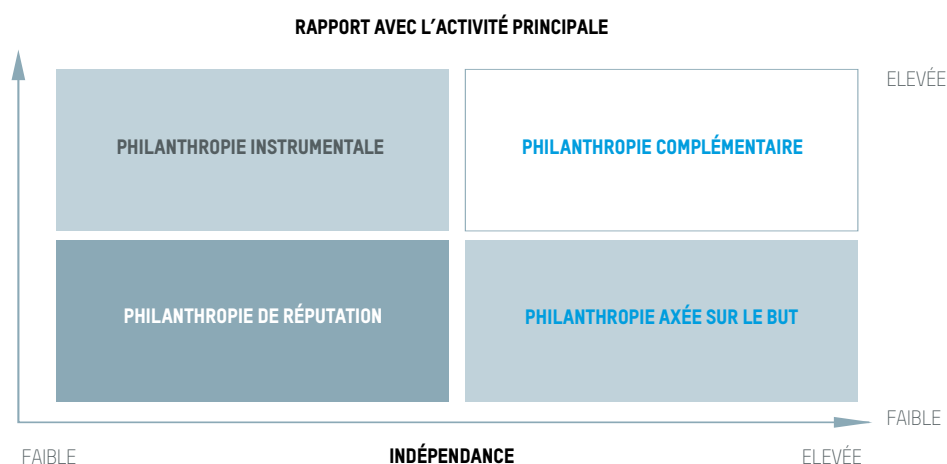 RAPPORT AVEC L'ACTIVITÉ PRINCIPALE
ELEVÉE
PHILANTHROPIE INSTRUMENTALE
PHILANTHROPIE COMPLÉMENTAIRE
PHILANTHROPIE DE RÉPUTATION
PHILANTHROPIE AXÉE SUR LE BUT
FAIBLE
FAIBLE
INDÉPENDANCE
ELEVÉE